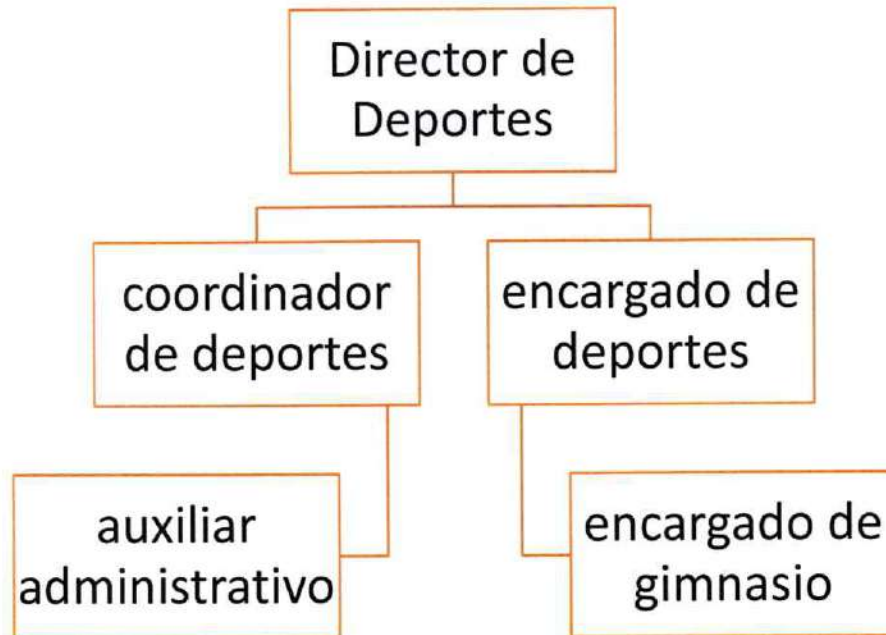 Director de
Deportes
coordinador
de deportes
encargado de
deportes
auxiliar
administrativo
encargado de
gimnasio